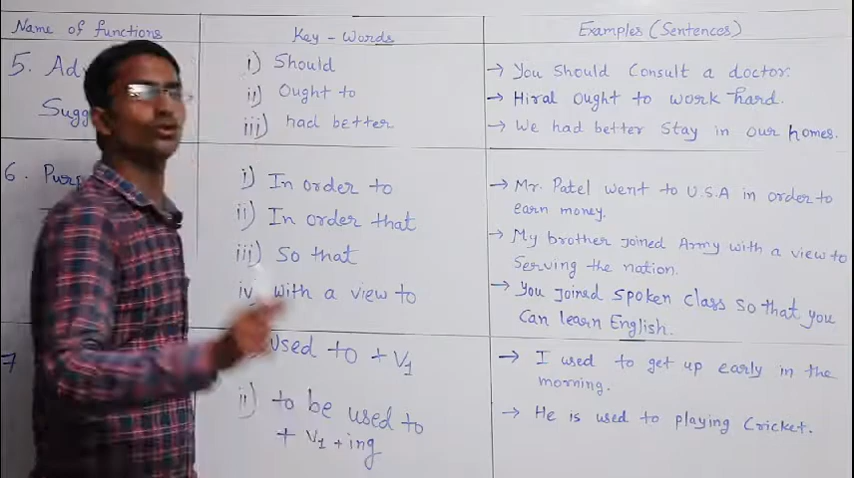 Name of functions
Key - Words
Examples (Sentences)
5.
i) Should
ii) Ought to
iii) had better
→ You Should Consult a doctor.
→ Hiral ought to work hard.
→ We had better Stay in our homes.
6.
i) In order to
ii) In order that
iii) So that
iv) With a view to
→ Mr. Patel went to U.S.A in order to
earn money.
→ My brother Joined Army with a view to
Serving the nation.
→ You Joined Spoken Class So that you
Can learn English.
7
Used to + V1
ii) to be used to
+ V1 + ing
→ I used to get up early in the
morning.
→ He is used to playing Cricket.